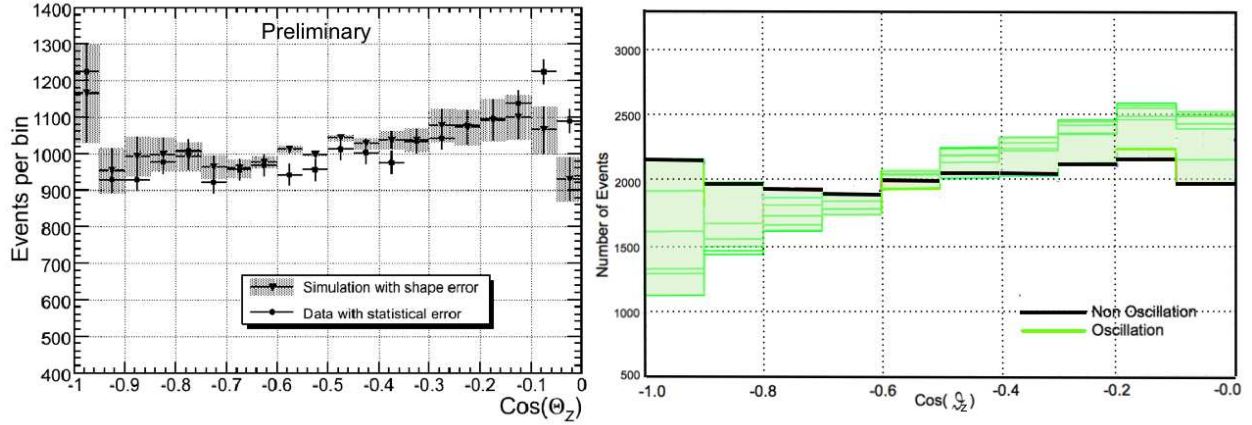 Preliminary
Events per bin
1400
1300
1200
1100
1000
900
800
700
600
500
400
Simulation with shape error
Data with statistical error
-1 -0.9 -0.8 -0.7 -0.6 -0.5 -0.4 -0.3 -0.2 -0.1 0
Cos(Θ_Z)
Number of Events
3000
2500
2000
1500
1000
500
Non Oscillation
Oscillation
-1.0 -0.8 -0.6 -0.4 -0.2 -0.0
Cos(